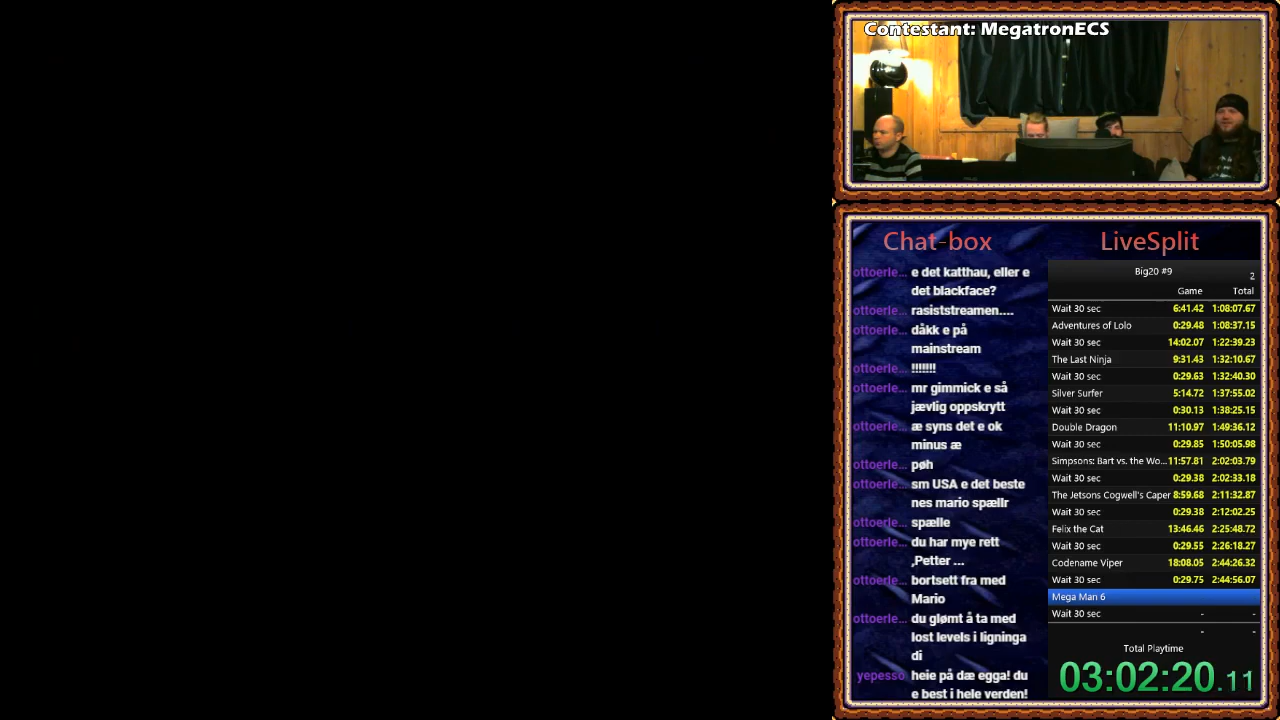 Contestant: MegatronECS
Chat-box
ottoerle... e det katthau, eller e
det blackface?
ottoerle... rasiststreamen....
ottoerle... dåkk e på
mainstream
ottoerle... !!!!!!!
ottoerle... mr gimmick e så
jævlig oppskrytt
ottoerle... æ syns det e ok
minus æ
ottoerle... pøh
ottoerle... sm USA e det beste
nes mario spællr
ottoerle... spælle
ottoerle... du har mye rett
,Petter ...
ottoerle... bortsett fra med
Mario
ottoerle... du glømt å ta med
lost levels i ligninga
di
yepesso heie på dæ egga! du
e best i hele verden!
LiveSplit
Big20 #9
2
Game Total
Wait 30 sec 6:41.42 1:08:07.67
Adventures of Lolo 0:29.48 1:08:37.15
Wait 30 sec 14:02.07 1:22:39.23
The Last Ninja 9:31.43 1:32:10.67
Wait 30 sec 0:29.63 1:32:40.30
Silver Surfer 5:14.72 1:37:55.02
Wait 30 sec 0:30.13 1:38:25.15
Double Dragon 11:10.97 1:49:36.12
Wait 30 sec 0:29.85 1:50:05.98
Simpsons: Bart vs. the Wo... 11:57.81 2:02:03.79
Wait 30 sec 0:29.38 2:02:33.18
The Jetsons Cogwell's Caper 8:59.68 2:11:32.87
Wait 30 sec 0:29.38 2:12:02.25
Felix the Cat 13:46.46 2:25:48.72
Wait 30 sec 0:29.55 2:26:18.27
Codename Viper 18:08.05 2:44:26.32
Wait 30 sec 0:29.75 2:44:56.07
Mega Man 6
Wait 30 sec - -
- -
Total Playtime
03:02:20.11